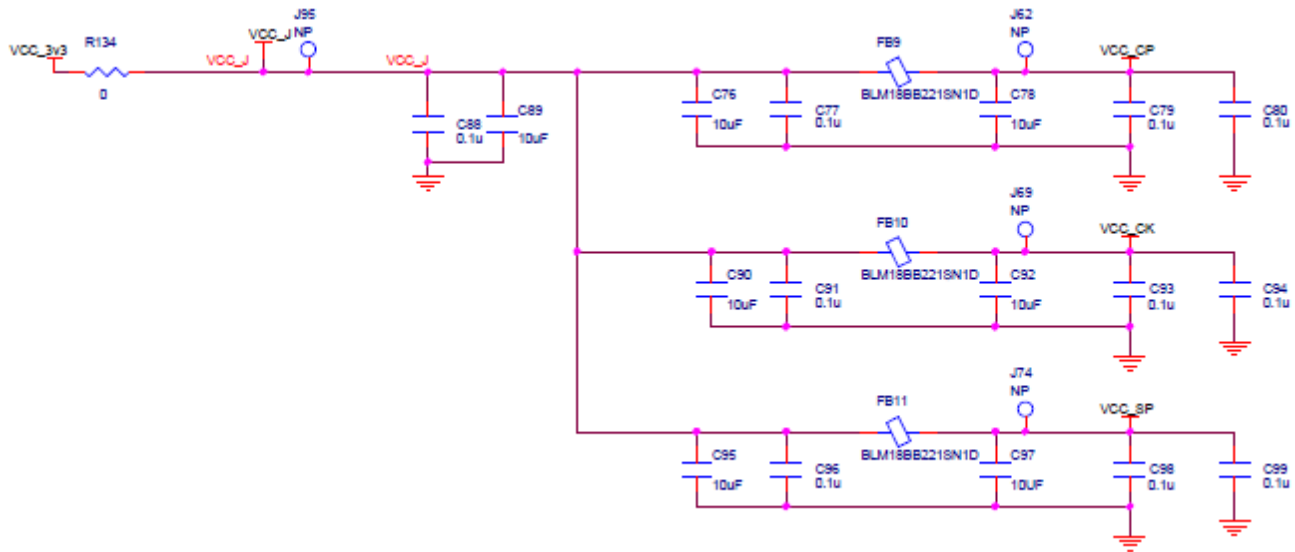 J95
NP
VCC_J
VCC_3v3
R134
0
VCC_J
VCC_J
C88
0.1u
C89
10uF
FB9
BLM18BB221SN1D
J62
NP
VCC_CP
C76
10uF
C77
0.1u
C78
10uF
C79
0.1u
C80
0.1u
FB10
BLM18BB221SN1D
J69
NP
VCC_CK
C90
10uF
C91
0.1u
C92
10uF
C93
0.1u
C94
0.1u
FB11
BLM18BB221SN1D
J74
NP
VCC_SP
C95
10uF
C96
0.1u
C97
10UF
C98
0.1u
C99
0.1u